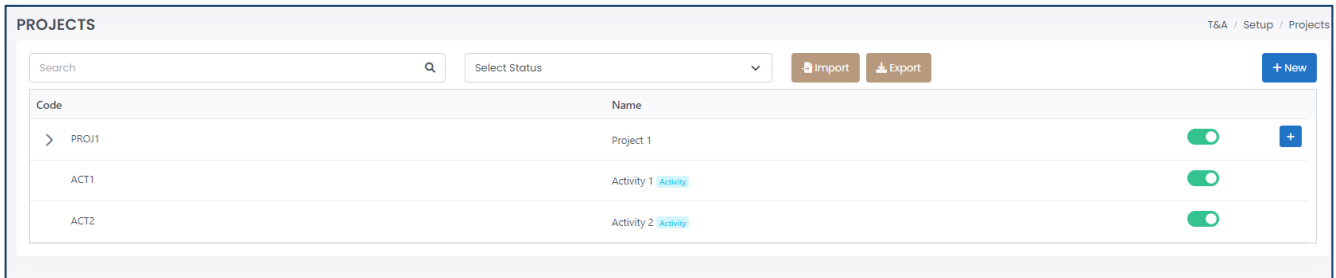 PROJECTS
T&A / Setup / Projects
Search
Select Status
Import
Export
+ New
Code Name
PROJ1 Project 1
ACT1 Activity 1 Activity
ACT2 Activity 2 Activity